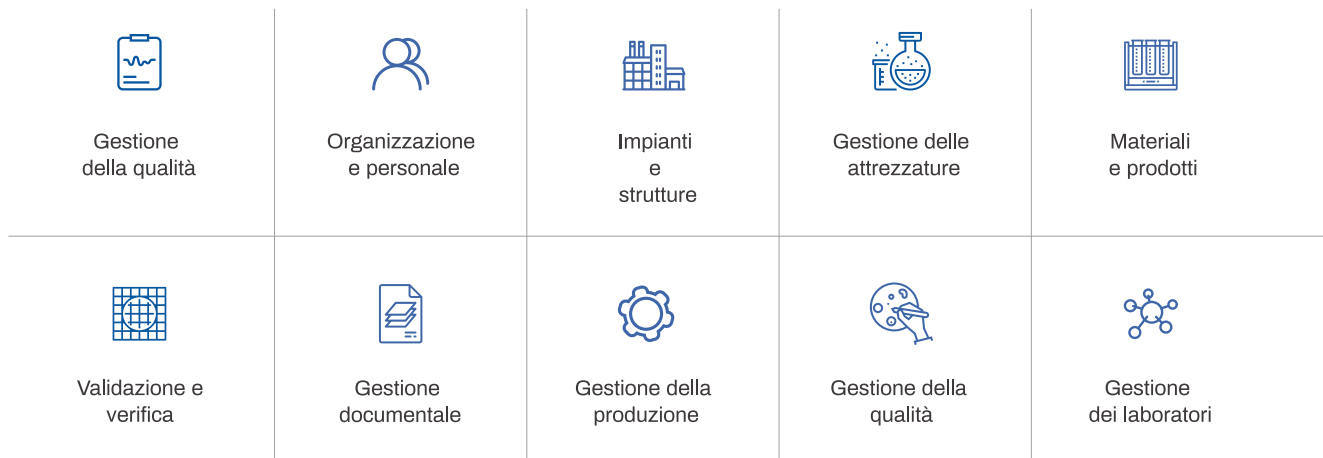 Gestione
della qualità
Organizzazione
e personale
Impianti
e
strutture
Gestione delle
attrezzature
Materiali
e prodotti
Validazione e
verifica
Gestione
documentale
Gestione della
produzione
Gestione della
qualità
Gestione
dei laboratori